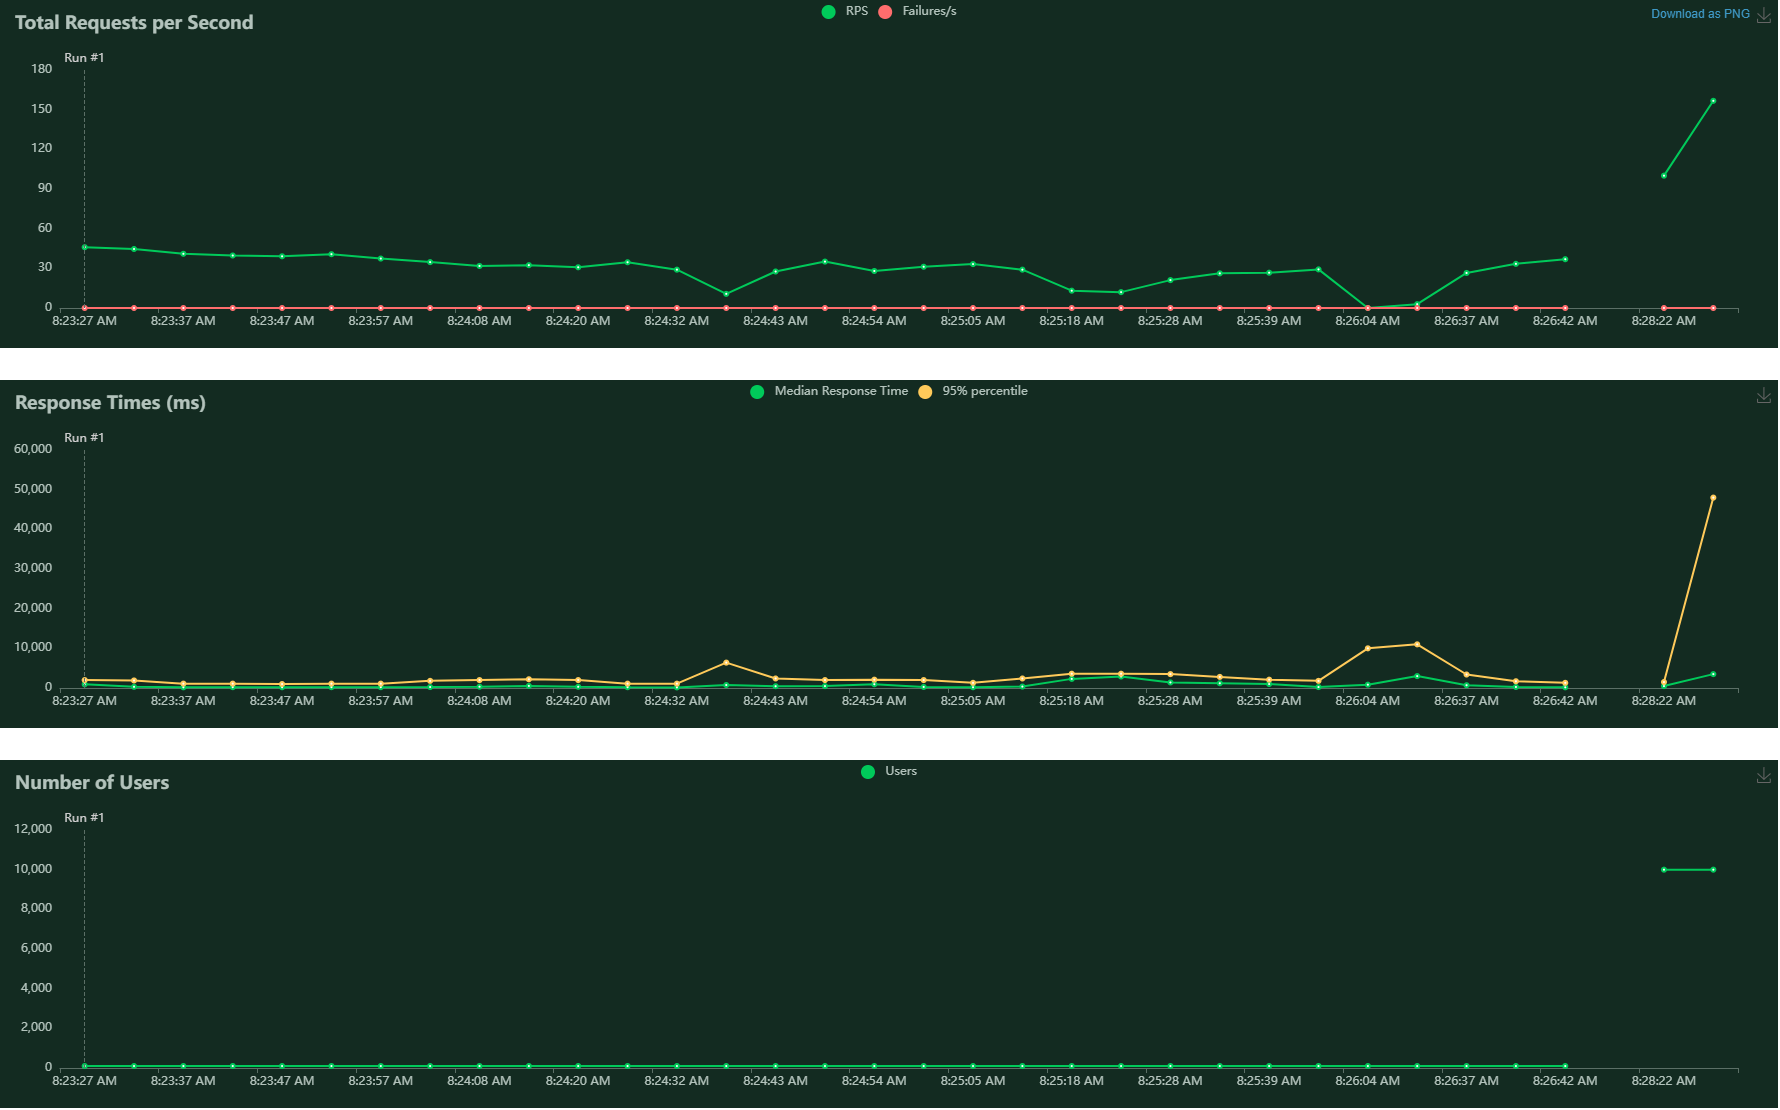 Total Requests per Second
RPS Failures/s
Download as PNG
Run #1
180
150
120
90
60
30
0
8:23:27 AM 8:23:37 AM 8:23:47 AM 8:23:57 AM 8:24:08 AM 8:24:20 AM 8:24:32 AM 8:24:43 AM 8:24:54 AM 8:25:05 AM 8:25:18 AM 8:25:28 AM 8:25:39 AM 8:26:04 AM 8:26:37 AM 8:26:42 AM 8:28:22 AM
Response Times (ms)
Median Response Time 95% percentile
Run #1
60,000
50,000
40,000
30,000
20,000
10,000
0
8:23:27 AM 8:23:37 AM 8:23:47 AM 8:23:57 AM 8:24:08 AM 8:24:20 AM 8:24:32 AM 8:24:43 AM 8:24:54 AM 8:25:05 AM 8:25:18 AM 8:25:28 AM 8:25:39 AM 8:26:04 AM 8:26:37 AM 8:26:42 AM 8:28:22 AM
Number of Users
Users
Run #1
12,000
10,000
8,000
6,000
4,000
2,000
0
8:23:27 AM 8:23:37 AM 8:23:47 AM 8:23:57 AM 8:24:08 AM 8:24:20 AM 8:24:32 AM 8:24:43 AM 8:24:54 AM 8:25:05 AM 8:25:18 AM 8:25:28 AM 8:25:39 AM 8:26:04 AM 8:26:37 AM 8:26:42 AM 8:28:22 AM